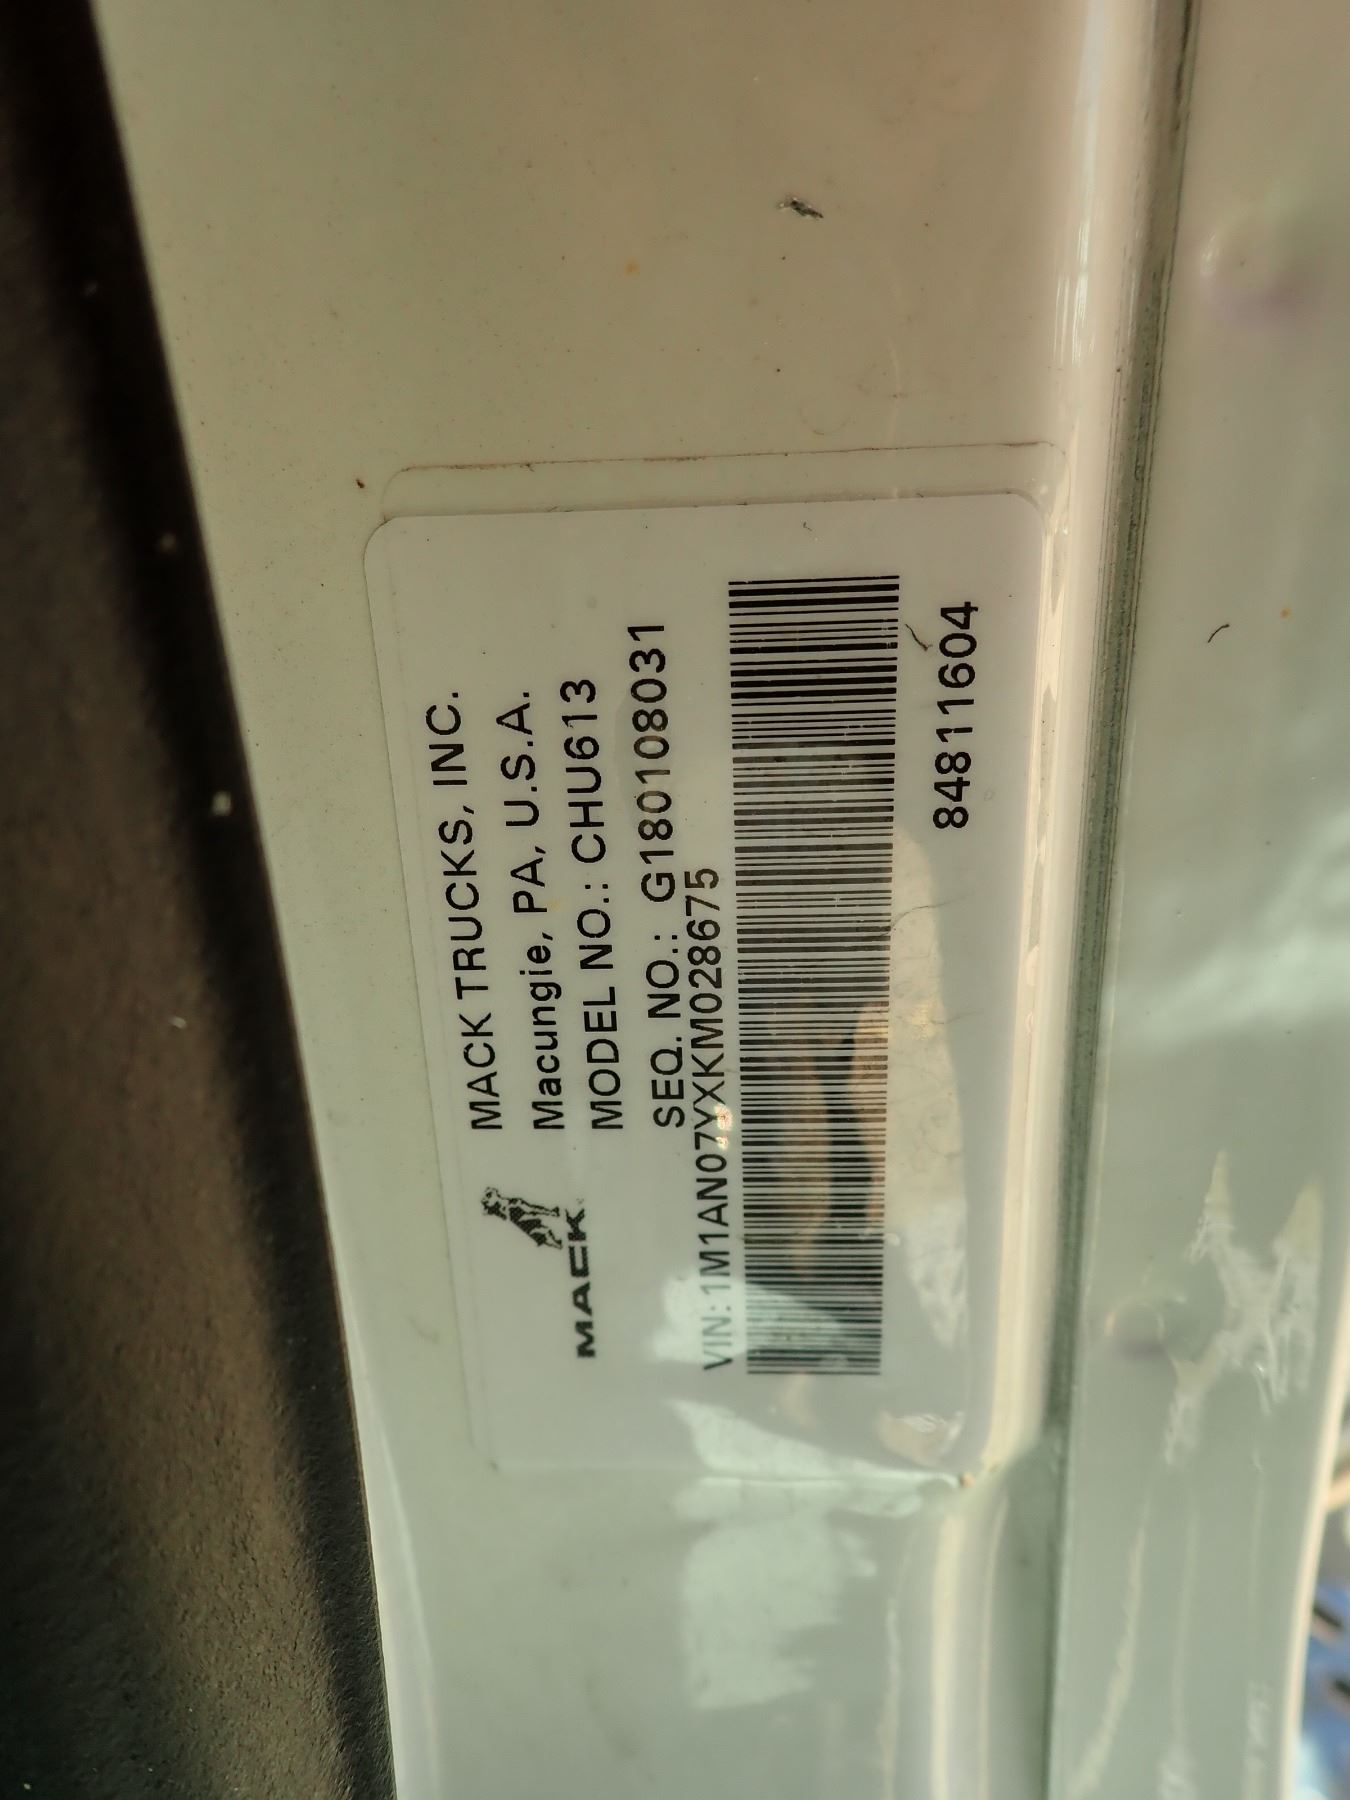 MACK TRUCKS, INC.
Macungie, PA, U.S.A.
MODEL NO.: CHU613
MACK
SEQ. NO.: G180108031
VIN: 1M1AN07YXKM028675
84811604